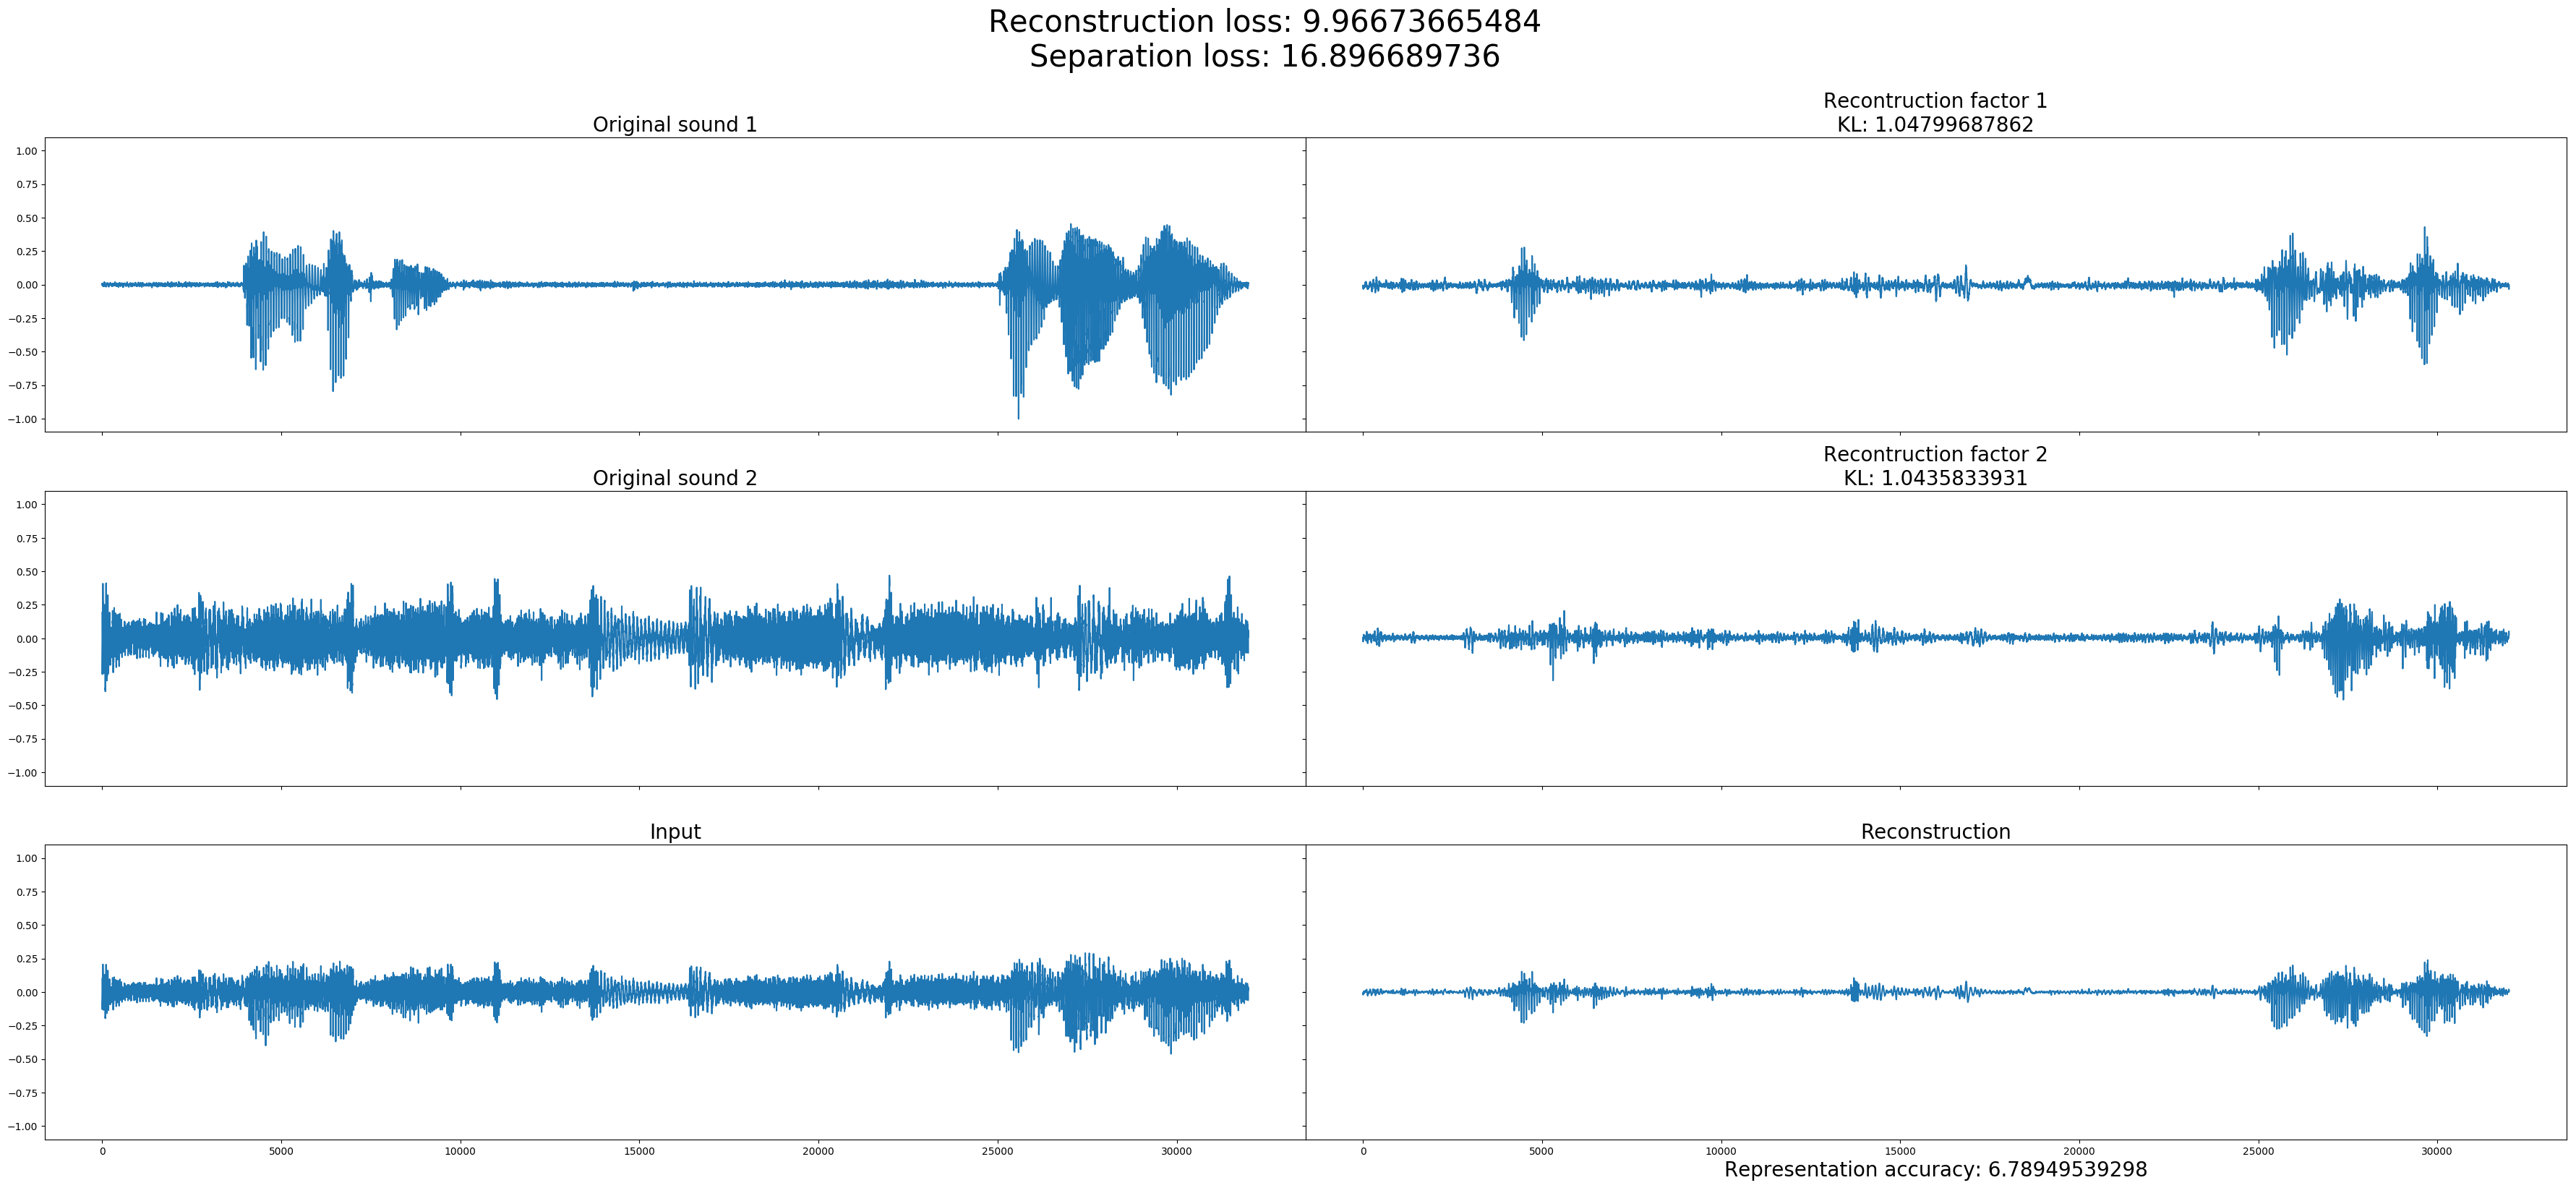 Reconstruction loss: 9.96673665484
Separation loss: 16.896689736
Original sound 1
Recontruction factor 1
KL: 1.04799687862
1.00
0.75
0.50
0.25
0.00
−0.25
−0.50
−0.75
−1.00
Original sound 2
Recontruction factor 2
KL: 1.0435833931
1.00
0.75
0.50
0.25
0.00
−0.25
−0.50
−0.75
−1.00
Input
Reconstruction
1.00
0.75
0.50
0.25
0.00
−0.25
−0.50
−0.75
−1.00
0 5000 10000 15000 20000 25000 30000
0 5000 10000 15000 20000 25000 30000
Representation accuracy: 6.78949539298